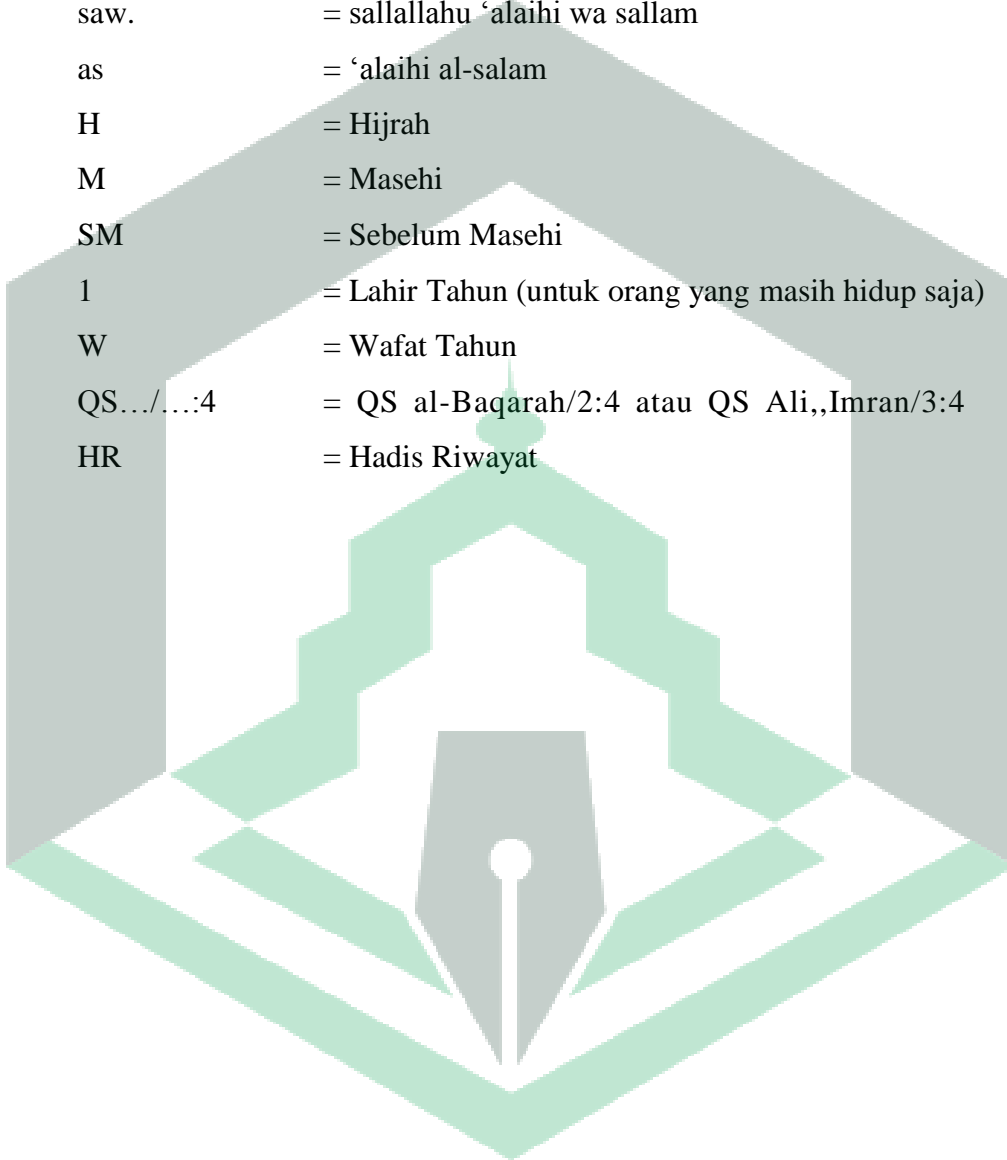 saw. = sallallahu ‘alaihi wa sallam
as = ‘alaihi al-salam
H = Hijrah
M = Masehi
SM = Sebelum Masehi
1 = Lahir Tahun (untuk orang yang masih hidup saja)
W = Wafat Tahun
QS…/…:4 = QS al-Baqarah/2:4 atau QS Ali,,Imran/3:4
HR = Hadis Riwayat